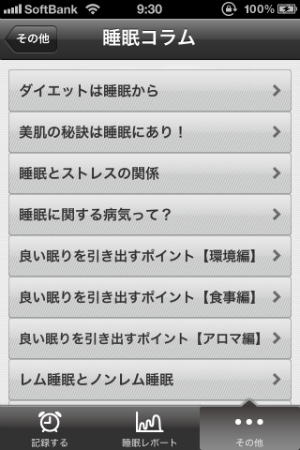 SoftBank 9:30 100%
その他 睡眠コラム
ダイエットは睡眠から
美肌の秘訣は睡眠にあり！
睡眠とストレスの関係
睡眠に関する病気って？
良い眠りを引き出すポイント【環境編】
良い眠りを引き出すポイント【食事編】
良い眠りを引き出すポイント【アロマ編】
レム睡眠とノンレム睡眠
記録する 睡眠レポート その他